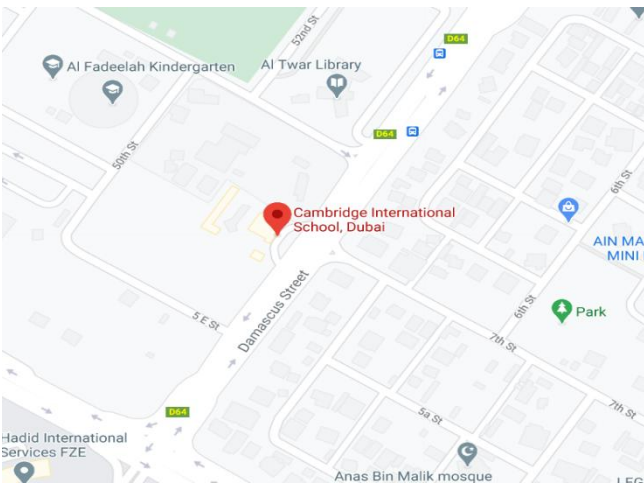 52nd St
D64
Al Fadeelah Kindergarten
Al Twar Library
D64
50th St
6th St
Cambridge International
School, Dubai
AIN MA
MINI
Damascus Street
5 E St
6th St
Park
7th St
D64
5a St
7th St
Hadid International
Services FZE
Anas Bin Malik mosque